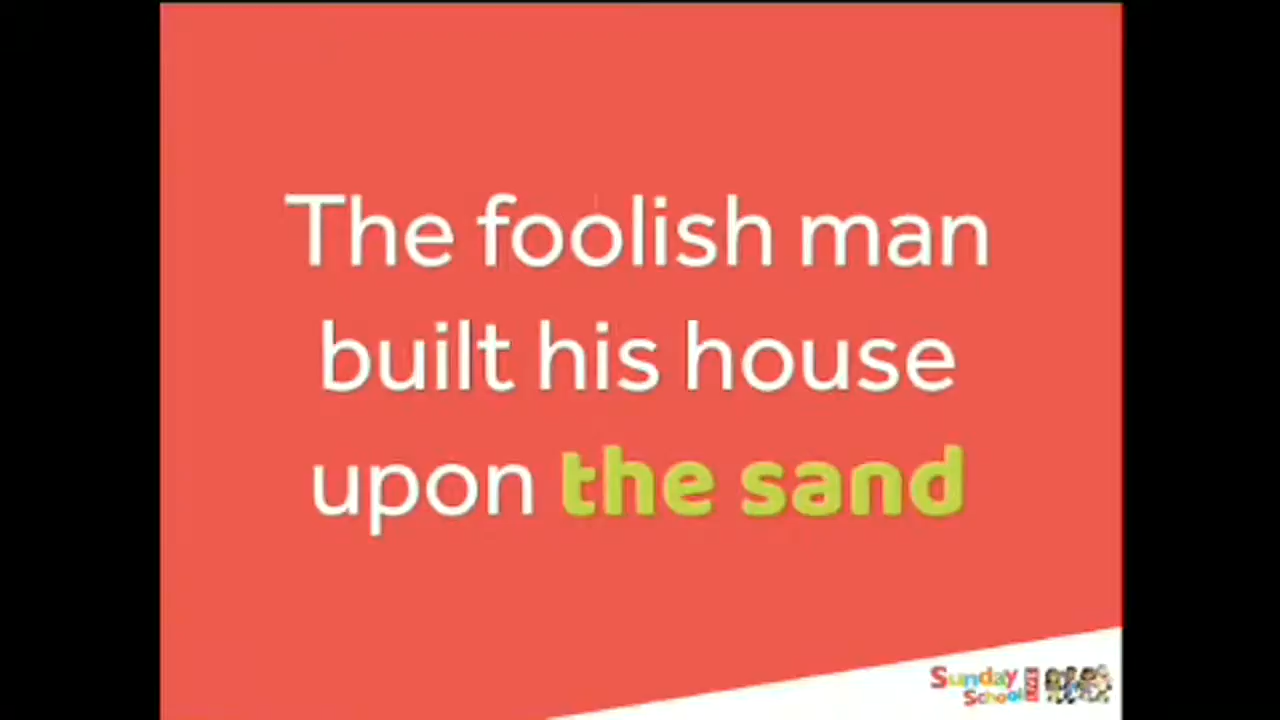 The foolish man
built his house
upon the sand
Sunday
School